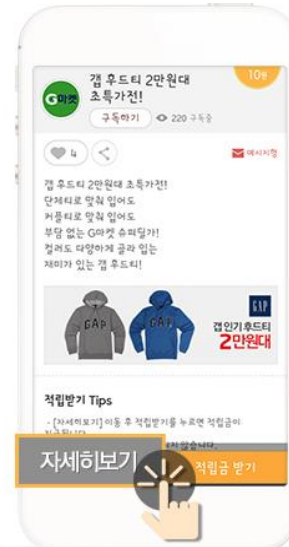 10원
G마켓
갭 후드티 2만원대
초특가전!
구독하기 220 구독중
4
메시지함
갭 후드티 2만원대 초특가전!
단체티로 맞춰 입어도
커플티로 맞춰 입어도
부담 없는 G마켓 슈퍼딜가!
컬러도 다양하게 골라 입는
재미가 있는 갭 후드티!
GAP
GAP
GAP
갭 인기 후드티
2만원대
적립받기 Tips
- [자세히보기] 이동 후 적립받기를 누르면 적립금이
지 않습니다.
자세히보기
적립금 받기